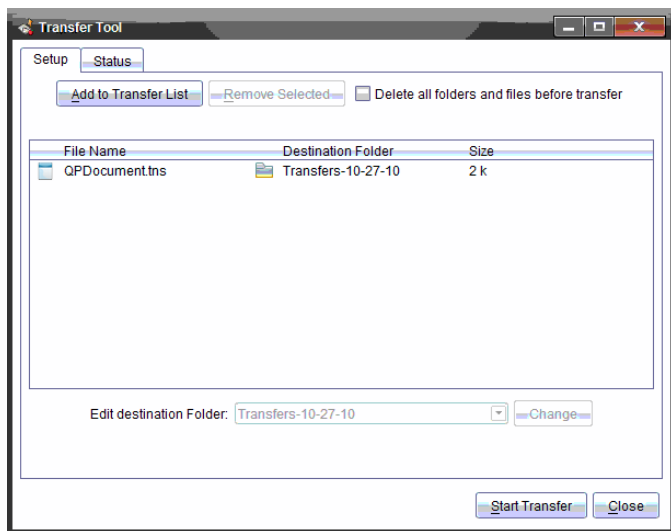 Transfer Tool
Setup Status
Add to Transfer List Remove Selected Delete all folders and files before transfer
File Name Destination Folder Size
QPDocument.tns Transfers-10-27-10 2 k
Edit destination Folder: Transfers-10-27-10 Change
Start Transfer Close